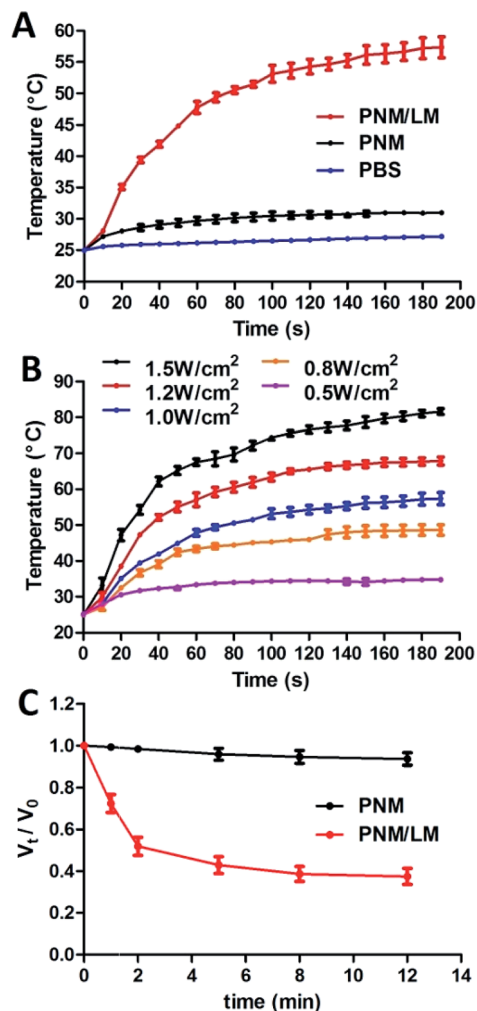 A
Temperature (°C)
60
55
50
45
40
35
30
25
20
PNM/LM
PNM
PBS
0 20 40 60 80 100 120 140 160 180 200
Time (s)
B
1.5W/cm² 0.8W/cm²
1.2W/cm² 0.5W/cm²
1.0W/cm²
Temperature (°C)
90
80
70
60
50
40
30
20
0 20 40 60 80 100 120 140 160 180 200
Time (s)
C
Vt / V0
1.2
1.0
0.8
0.6
0.4
0.2
0.0
PNM
PNM/LM
0 2 4 6 8 10 12 14
time (min)